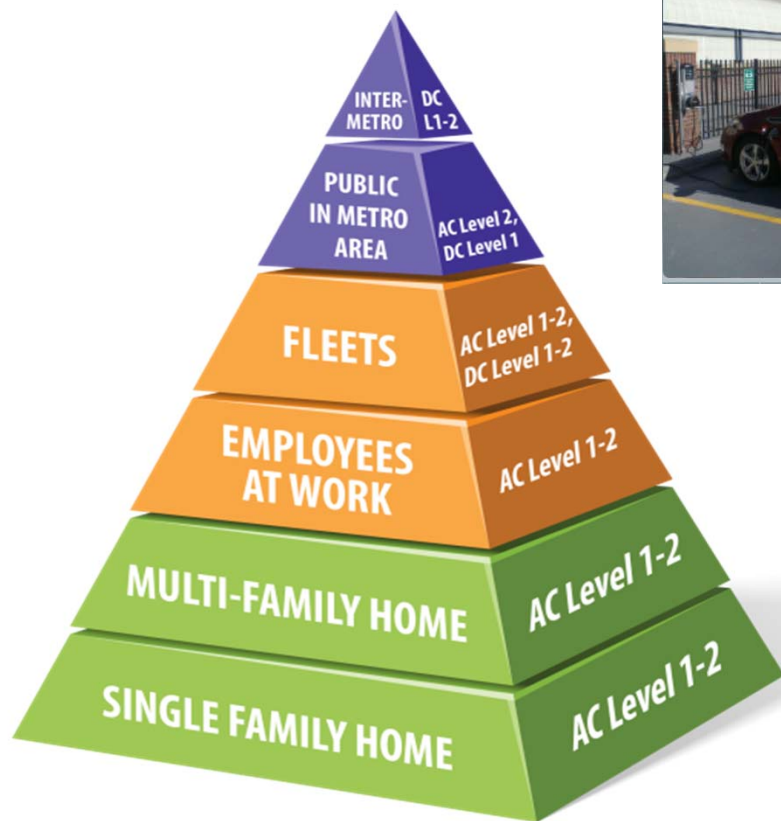 INTER-
METRO
DC
L1-2
PUBLIC
IN METRO
AREA
AC Level 2,
DC Level 1
FLEETS
AC Level 1-2,
DC Level 1-2
EMPLOYEES
AT WORK
AC Level 1-2
MULTI-FAMILY HOME
AC Level 1-2
SINGLE FAMILY HOME
AC Level 1-2